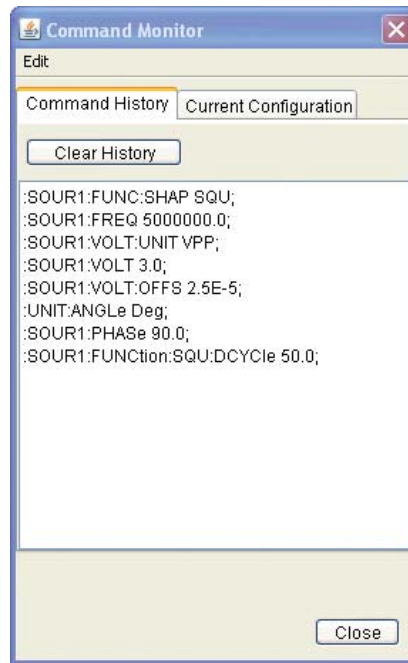 Command Monitor
Edit
Command History
Current Configuration
Clear History
:SOUR1:FUNC:SHAP SQU;
:SOUR1:FREQ 5000000.0;
:SOUR1:VOLT:UNIT VPP;
:SOUR1:VOLT 3.0;
:SOUR1:VOLT:OFFS 2.5E-5;
:UNIT:ANGLe Deg;
:SOUR1:PHASe 90.0;
:SOUR1:FUNCtion:SQU:DCYCle 50.0;
Close